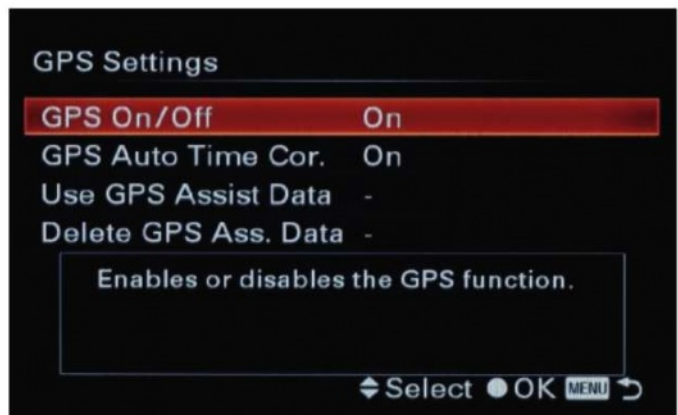 GPS Settings
GPS On/Off On
GPS Auto Time Cor. On
Use GPS Assist Data -
Delete GPS Ass. Data -
Enables or disables the GPS function.
Select OK MENU